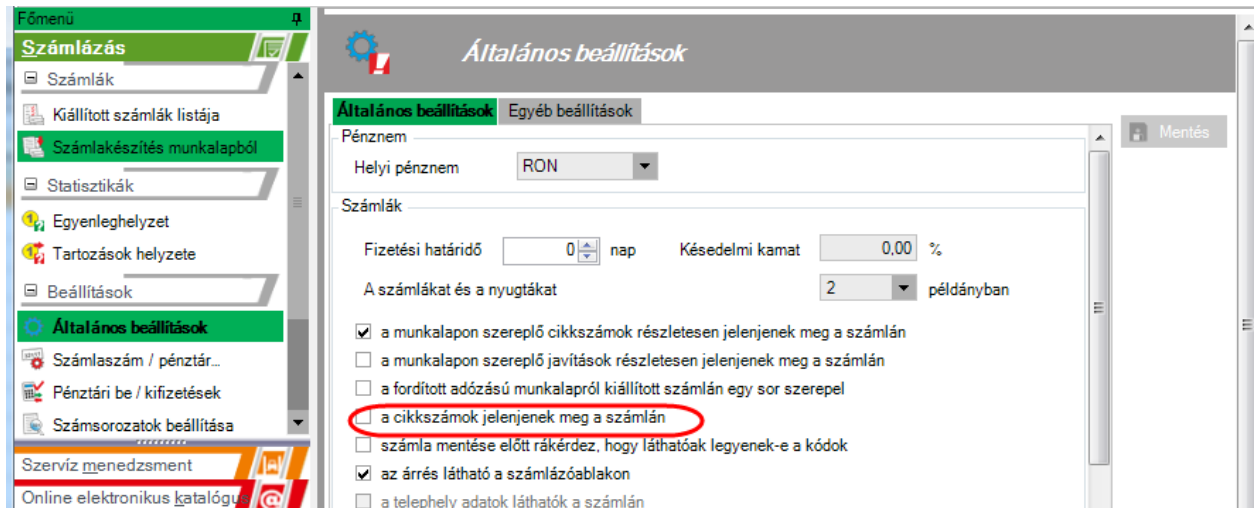 Főmenü
Számlázás
Számlák
Kiállított számlák listája
Számlakészítés munkalapból
Statisztikák
Egyenleghelyzet
Tartozások helyzete
Beállítások
Általános beállítások
Számlaszám / pénztár...
Pénztári be / kifizetések
Számsorozatok beállítása
Szervíz menedzsment
Online elektronikus katalógus
Általános beállítások
Általános beállítások Egyéb beállítások
Mentés
Pénznem
Helyi pénznem RON
Számlák
Fizetési határidő 0 nap Késedelmi kamat 0,00 %
A számlákat és a nyugtákat 2 példányban
a munkalapon szereplő cikkszámok részletesen jelenjenek meg a számlán
a munkalapon szereplő javítások részletesen jelenjenek meg a számlán
a fordított adózású munkalapról kiállított számlán egy sor szerepel
a cikkszámok jelenjenek meg a számlán
számla mentése előtt rákérdez, hogy láthatóak legyenek-e a kódok
az árrés látható a számlázóablakon
a telephely adatok láthatók a számlán